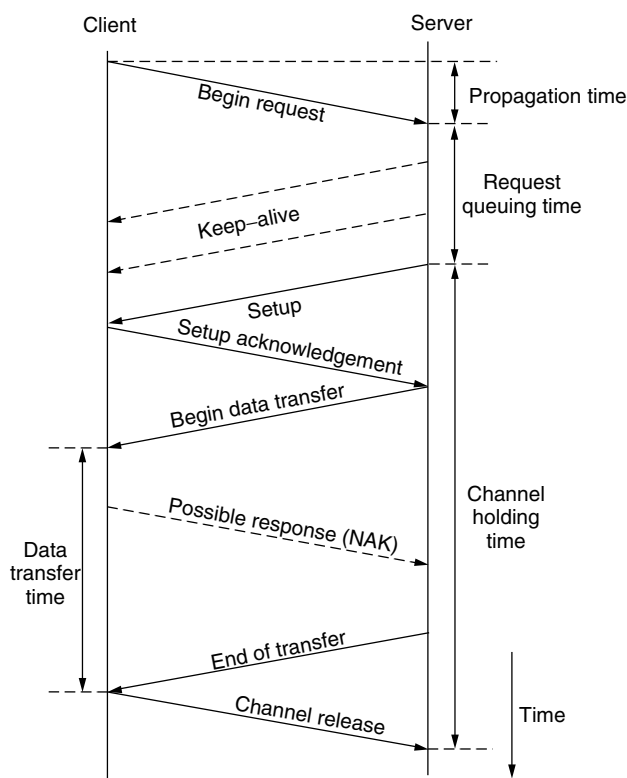 Client
Server
Begin request
Propagation time
Request
queuing time
Keep–alive
Setup
Setup acknowledgement
Begin data transfer
Possible response (NAK)
Channel
holding
time
Data
transfer
time
End of transfer
Channel release
Time